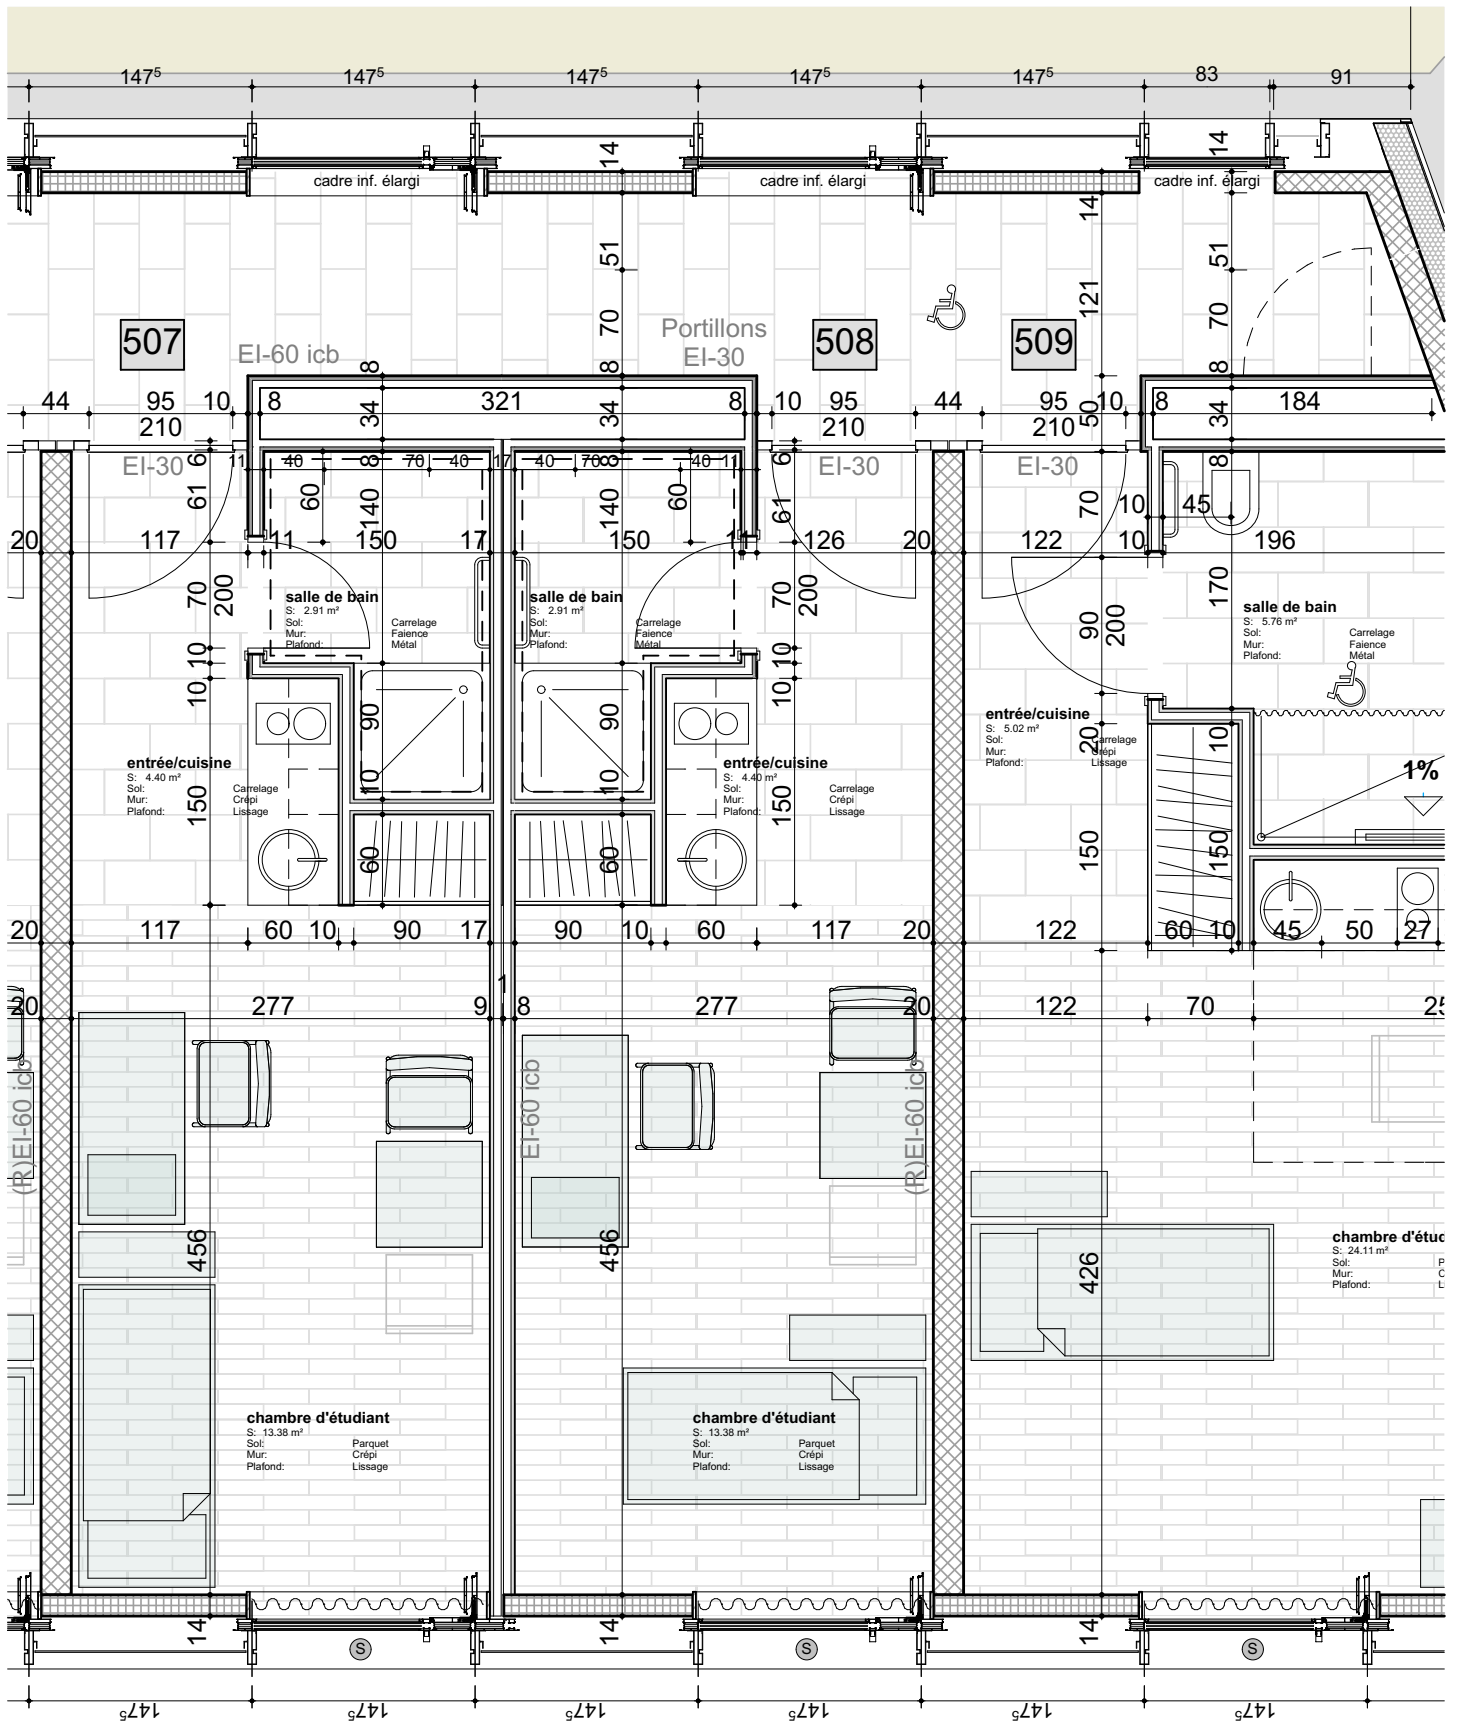 147⁵ 147⁵ 147⁵ 147⁵ 147⁵ 83 91
14 14
cadre inf. élargi cadre inf. élargi cadre inf. élargi
14
51 51
121
70 70
507 Portillons 508 509
EI-60 icb EI-30
8 8 8
44 95 10 8 34 321 34 8 10 95 44 95 10 50 8 34 184
210 210 210
EI-30 6 11 40 70 8 40 17 40 70 8 40 11 6 EI-30 EI-30 8
61 60 140 140 60 61 70 10 45
20 117 11 150 17 150 11 126 20 122 10 196
70 200 70 200 90 200 170
salle de bain salle de bain salle de bain
S: 2.91 m² S: 2.91 m² S: 5.76 m²
Sol: Carrelage Sol: Carrelage Sol: Carrelage
Mur: Faience Mur: Faience Mur: Faience
Plafond: Métal Plafond: Métal Plafond: Métal
10 10
10 90 90 10
entrée/cuisine
S: 5.02 m²
Sol: Carrelage
Mur: Crépi
Plafond: Lissage
20 10
1%
entrée/cuisine entrée/cuisine
S: 4.40 m² S: 4.40 m²
Sol: Carrelage Sol: Carrelage
Mur: Crépi Mur: Crépi
Plafond: Lissage Plafond: Lissage
150 10 10 150
60 60 150 150
20 117 60 10 90 17 90 10 60 117 20 122 60 10 45 50 27
1
20 277 9 8 277 20 122 70 25
(R)EI-60 icb EI-60 icb (R)EI-60 icb
456 456 426
chambre d'étud
S: 24.11 m²
Sol: P
Mur: C
Plafond: L
chambre d'étudiant chambre d'étudiant
S: 13.38 m² S: 13.38 m²
Sol: Parquet Sol: Parquet
Mur: Crépi Mur: Crépi
Plafond: Lissage Plafond: Lissage
14 14 14
S S S
147⁵ 147⁵ 147⁵ 147⁵ 147⁵ 147⁵